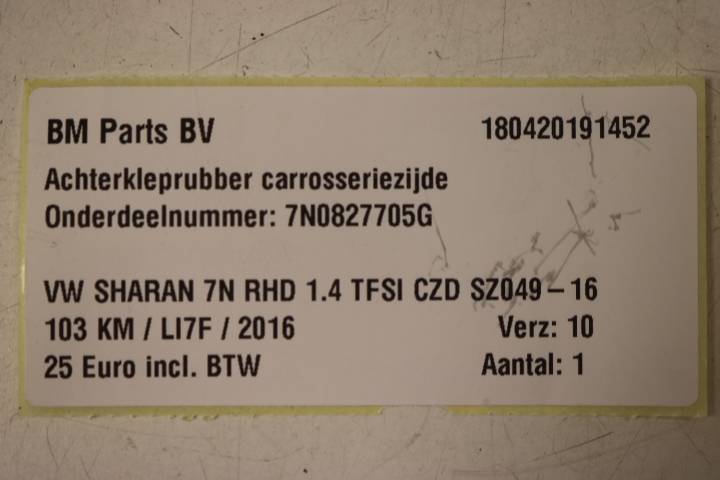 BM Parts BV 180420191452
Achterkleprubber carrosseriezijde
Onderdeelnummer: 7N0827705G
VW SHARAN 7N RHD 1.4 TFSI CZD SZ049-16
103 KM / LI7F / 2016 Verz: 10
25 Euro incl. BTW Aantal: 1